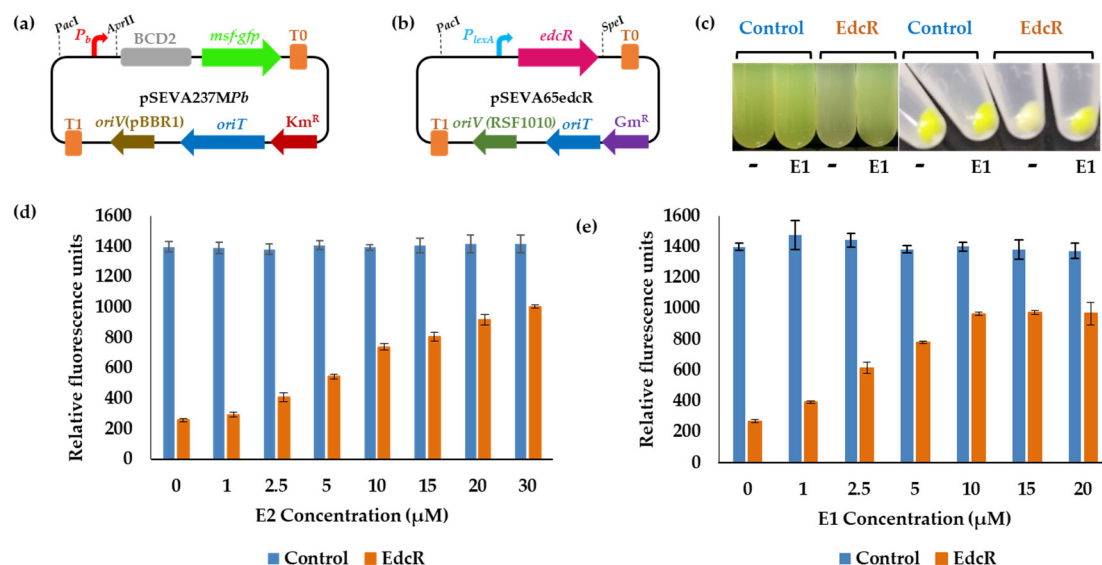 (a)
PacI
Pb
AvrII
BCD2
msf·gfp
T0
pSEVA237MPb
T1
oriV(pBBR1)
oriT
KmR
(b)
PacI
PlexA
edcR
SpeI
T0
pSEVA65edcR
T1
oriV (RSF1010)
oriT
GmR
(c)
Control EdcR Control EdcR
- E1 - E1 - E1 - E1
(d)
Relative fluorescence units
1600
1400
1200
1000
800
600
400
200
0
0 1 2.5 5 10 15 20 30
E2 Concentration (µM)
Control EdcR
(e)
Relative flurescence units
1600
1400
1200
1000
800
600
400
200
0
0 1 2.5 5 10 15 20
E1 Concentration (µM)
Control EdcR